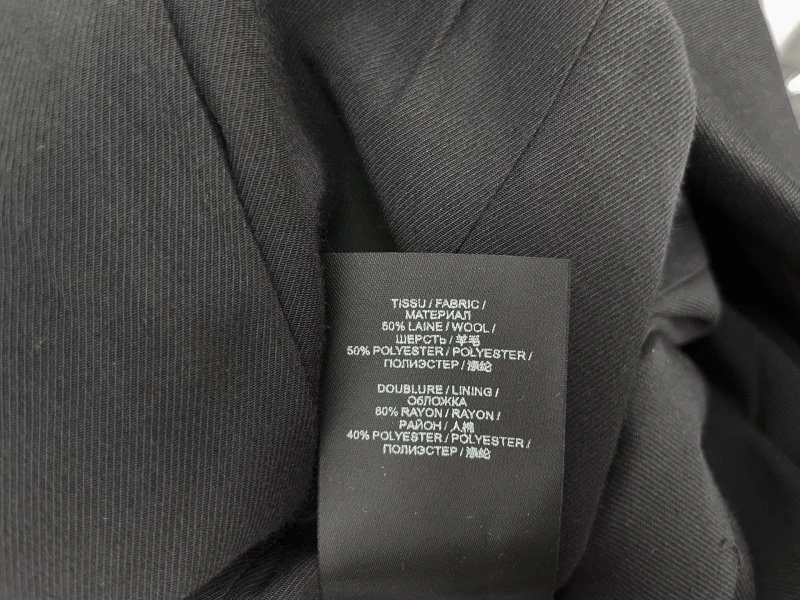 TISSU / FABRIC /
МАТЕРИАЛ
50% LAINE / WOOL /
ШЕРСТЬ / 羊毛
50% POLYESTER / POLYESTER /
ПОЛИЭСТЕР / 涤纶
DOUBLURE / LINING /
ОБЛОЖКА
60% RAYON / RAYON /
РАЙОН / 人棉
40% POLYESTER / POLYESTER /
ПОЛИЭСТЕР / 涤纶